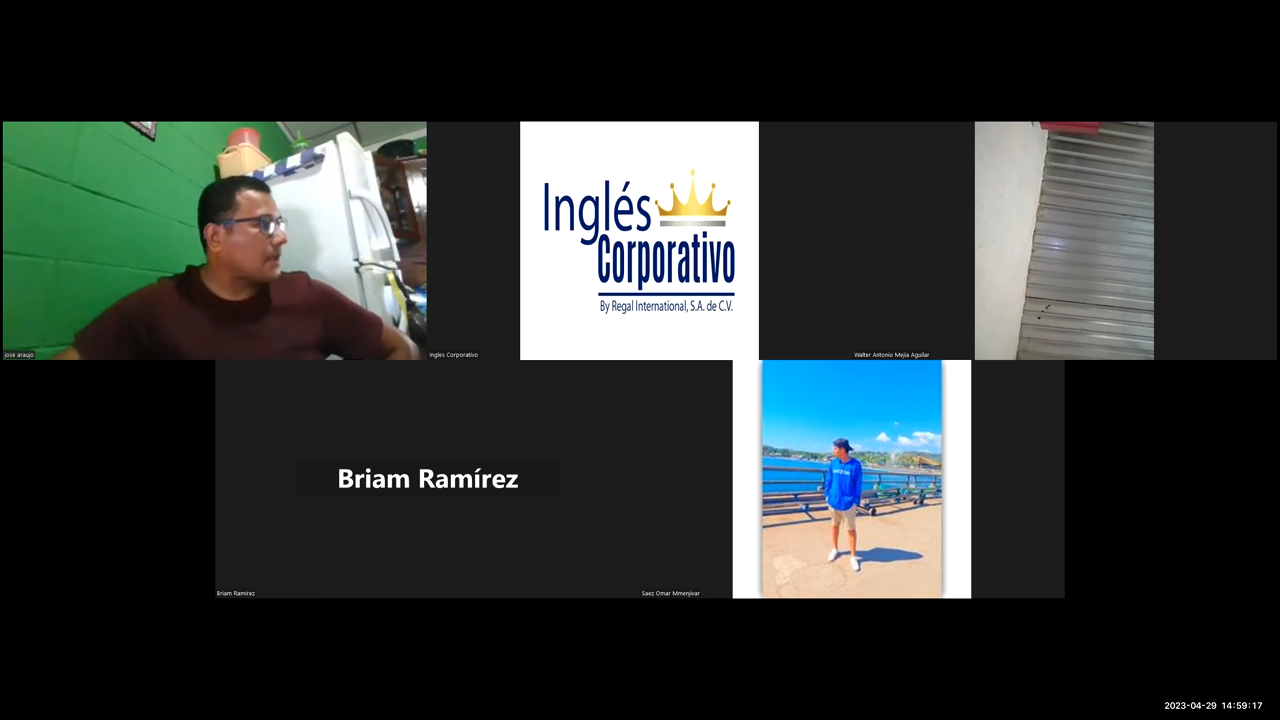 Inglés
Corporativo
By Regal International, S.A. de C.V.
jose araujo
Ingles Corporativo
Walter Antonio Mejia Aguilar
Briam Ramírez
Briam Ramírez
Saez Omar Mmenjivar
2023-04-29 14:59:17